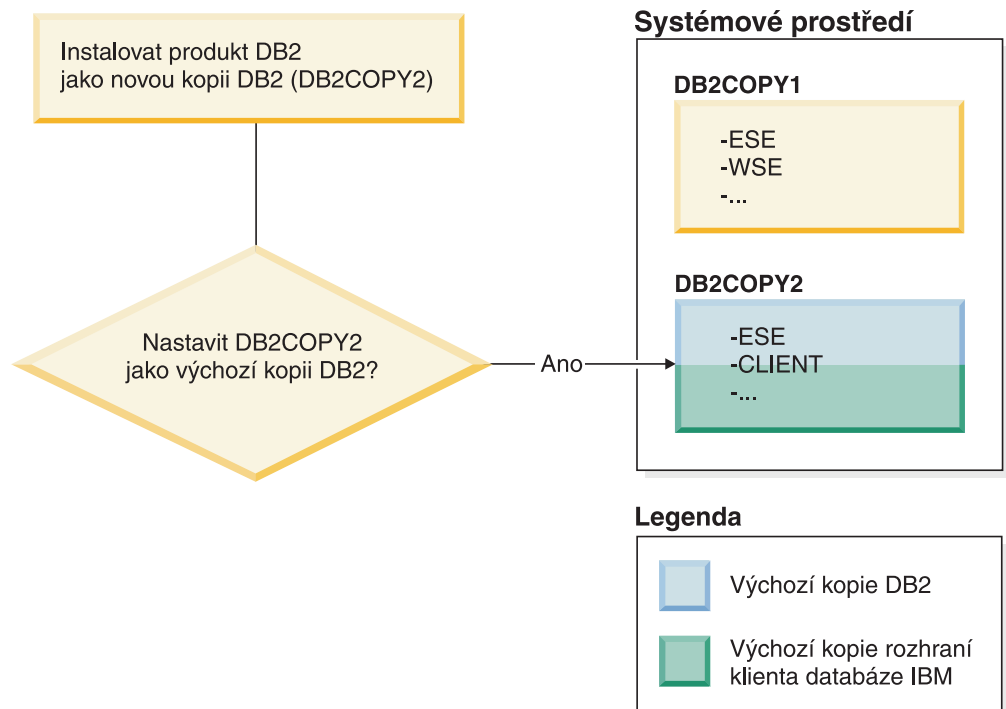 Instalovat produkt DB2
jako novou kopii DB2 (DB2COPY2)
Nastavit DB2COPY2
jako výchozí kopii DB2?
Ano
Systémové prostředí
DB2COPY1
-ESE
-WSE
-...
DB2COPY2
-ESE
-CLIENT
-...
Legenda
Výchozí kopie DB2
Výchozí kopie rozhraní
klienta databáze IBM